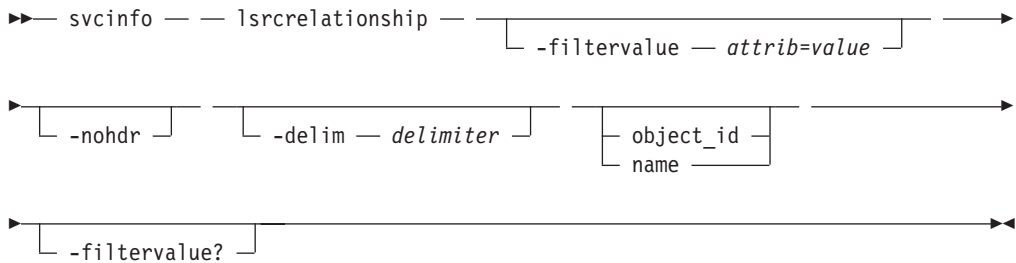 svcinfo lsrcrelationship
-filtervalue attrib=value
-nohdr -delim delimiter object_id
name
-filtervalue?